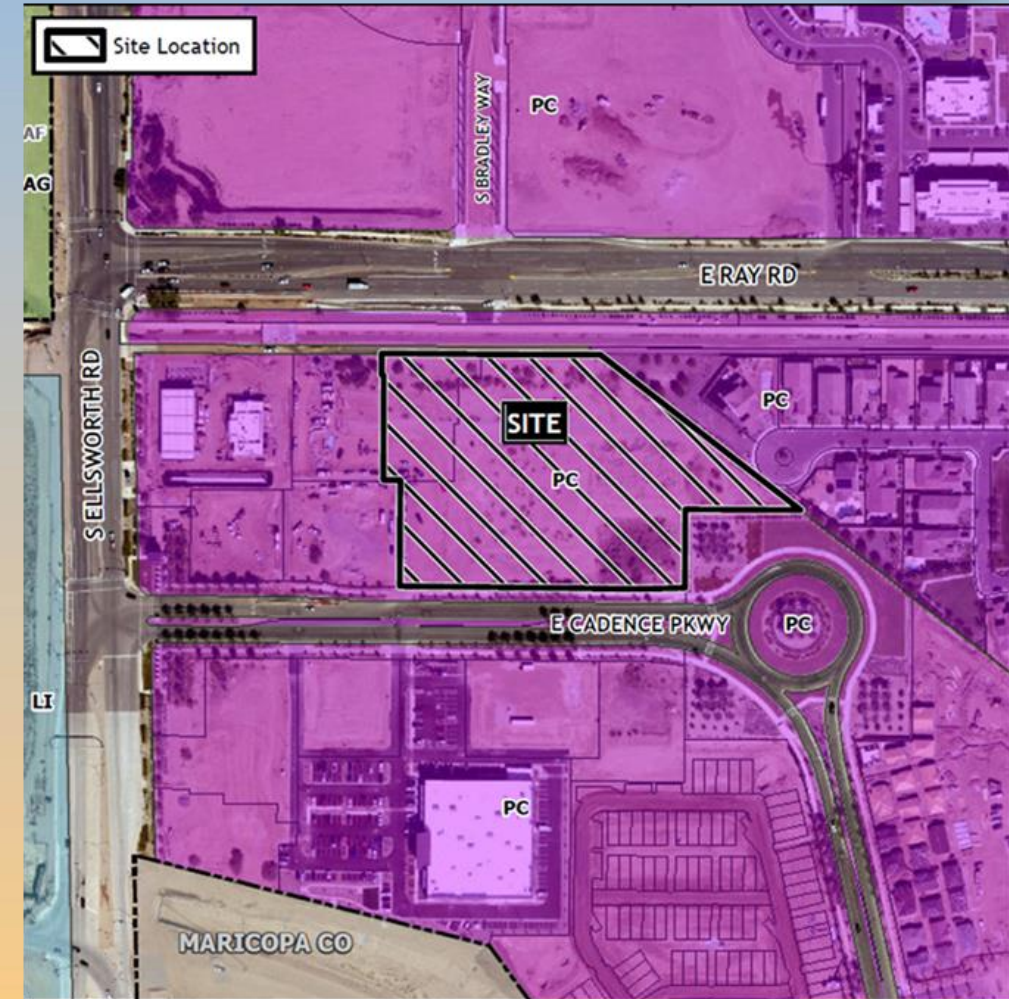 Site Location
PC
S BRADLEY WAY
AF
AG
E RAY RD
S ELLSWORTH RD
PC
SITE
PC
E CADENCE PKWY
PC
LI
PC
MARICOPA CO